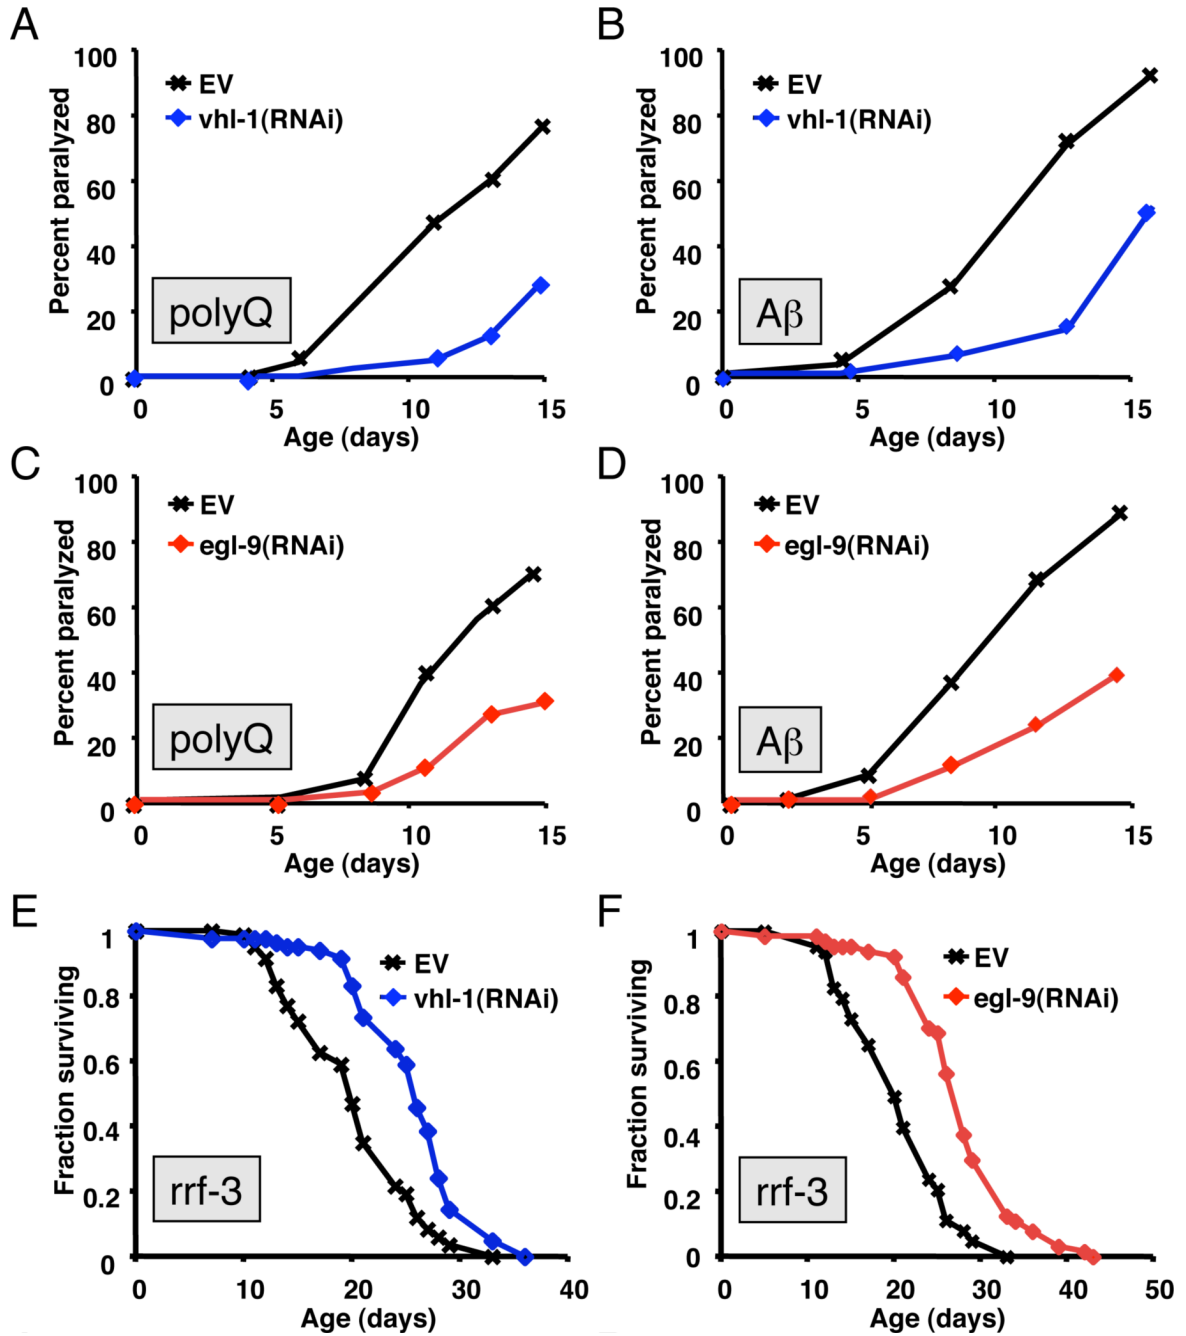 A
Percent paralyzed
100
80
60
40
20
0
EV
vhl-1(RNAi)
polyQ
0 5 10 15
Age (days)
B
Percent paralyzed
100
80
60
40
20
0
EV
vhl-1(RNAi)
Aβ
0 5 10 15
Age (days)
C
Percent paralyzed
100
80
60
40
20
0
EV
egl-9(RNAi)
polyQ
0 5 10 15
Age (days)
D
Percent paralyzed
100
80
60
40
20
0
EV
egl-9(RNAi)
Aβ
0 5 10 15
Age (days)
E
Fraction surviving
1
0.8
0.6
0.4
0.2
0
EV
vhl-1(RNAi)
rrf-3
0 10 20 30 40
Age (days)
F
Fraction surviving
1
0.8
0.6
0.4
0.2
0
EV
egl-9(RNAi)
rrf-3
0 10 20 30 40 50
Age (days)